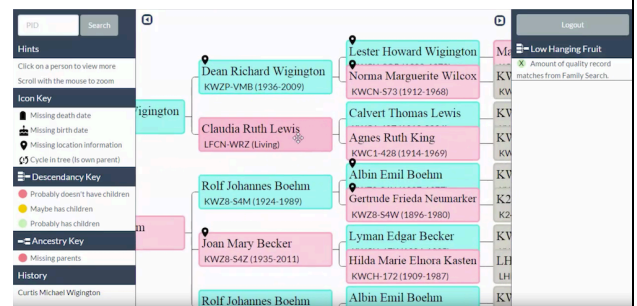 PID
Search
Hints
Click on a person to view more
Scroll with the mouse to zoom
Icon Key
Missing death date
Missing birth date
Missing location information
Cycle in tree (Is own parent)
Descendancy Key
Probably doesn't have children
Maybe has children
Probably has children
Ancestry Key
Missing parents
History
Curtis Michael Wigington
Dean Richard Wigington
KWZP-VMB (1936-2009)
Claudia Ruth Lewis
LFCN-WRZ (Living)
Rolf Johannes Boehm
KWZ8-S4M (1924-1989)
Joan Mary Becker
KWZ8-S4Z (1935-2011)
Rolf Johannes Boehm
Lester Howard Wigington
Norma Marguerite Wilcox
KWCN-S73 (1912-1968)
Calvert Thomas Lewis
Agnes Ruth King
KWC1-428 (1914-1969)
Albin Emil Boehm
Gertrude Frieda Neumarker
KWZ8-S4W (1896-1980)
Lyman Edgar Becker
Hilda Marie Elnora Kasten
KWCH-172 (1909-1987)
Albin Emil Boehm
Logout
Low Hanging Fruit
X Amount of quality record
matches from Family Search.